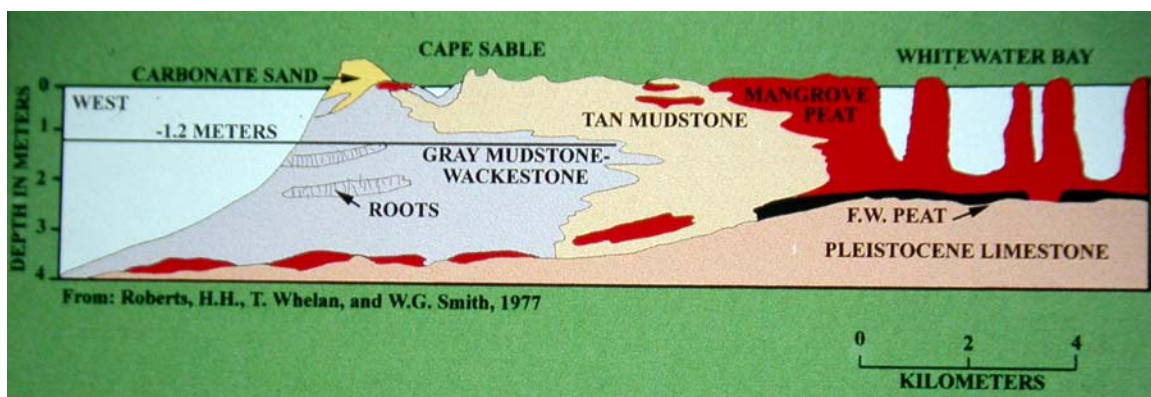 CAPE SABLE
WHITEWATER BAY
CARBONATE SAND
0
WEST
MANGROVE
PEAT
TAN MUDSTONE
1
-1.2 METERS
GRAY MUDSTONE-
WACKESTONE
2
ROOTS
F.W. PEAT
3
PLEISTOCENE LIMESTONE
4
DEPTH IN METERS
From: Roberts, H.H., T. Whelan, and W.G. Smith, 1977
0 2 4
KILOMETERS